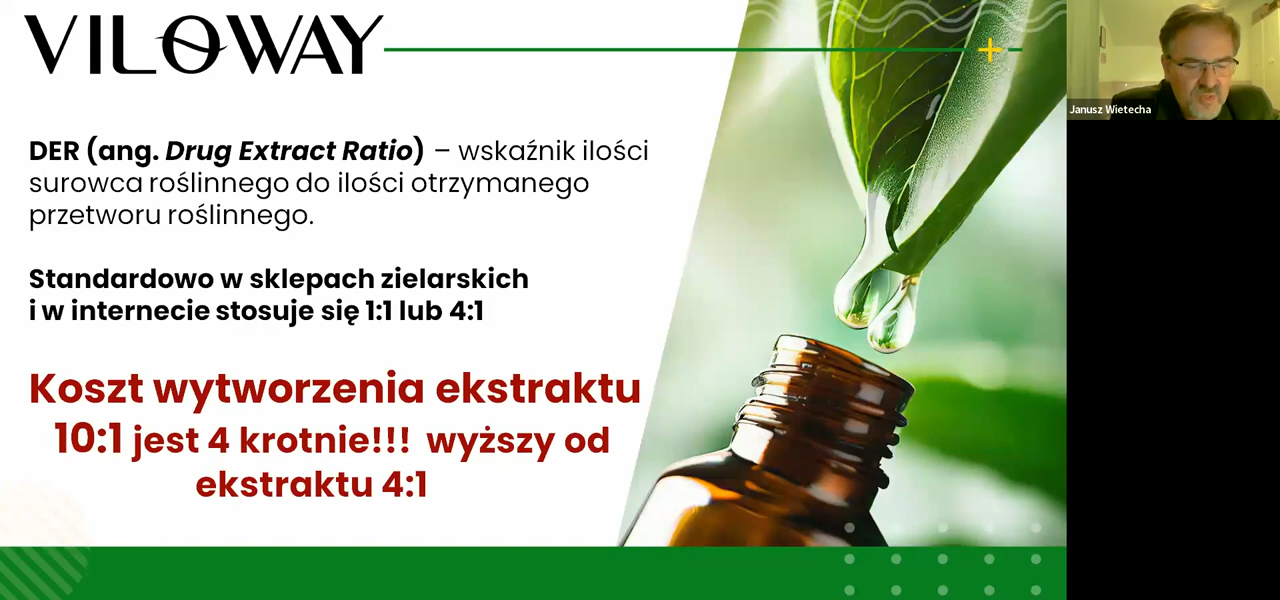 VILOWAY
DER (ang. Drug Extract Ratio) – wskaźnik ilości
surowca roślinnego do ilości otrzymanego
przetworu roślinnego.
Standardowo w sklepach zielarskich
i w internecie stosuje się 1:1 lub 4:1
Koszt wytworzenia ekstraktu
10:1 jest 4 krotnie!!! wyższy od
ekstraktu 4:1
Janusz Wietecha